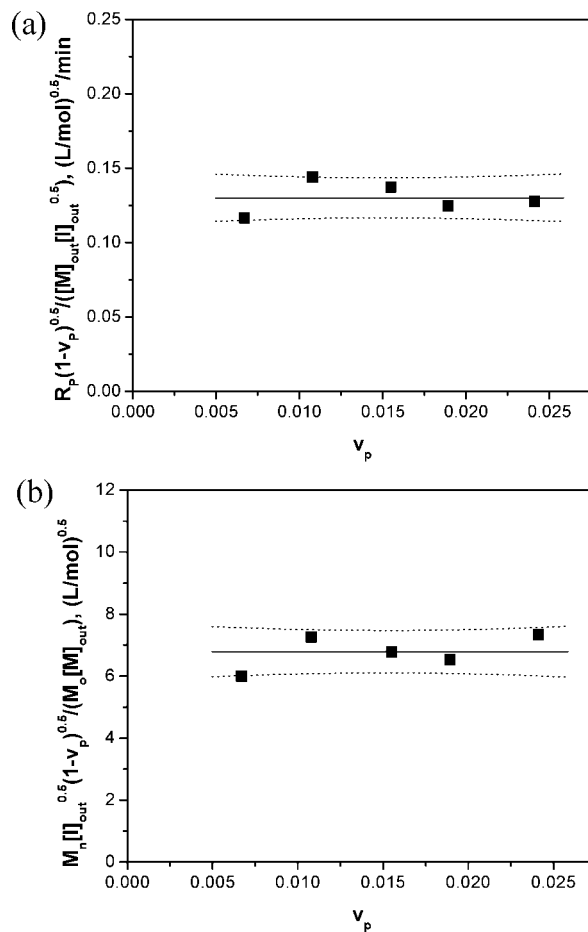 (a)
R_P(1-v_P)^0.5/([M]_out[I]_out^0.5), (L/mol)^0.5/min
0.25
0.20
0.15
0.10
0.05
0.00
0.000 0.005 0.010 0.015 0.020 0.025
v_p
(b)
M_n[I]_out^0.5(1-v_p)^0.5/(M_o[M]_out), (L/mol)^0.5
12
10
8
6
4
2
0
0.000 0.005 0.010 0.015 0.020 0.025
v_p